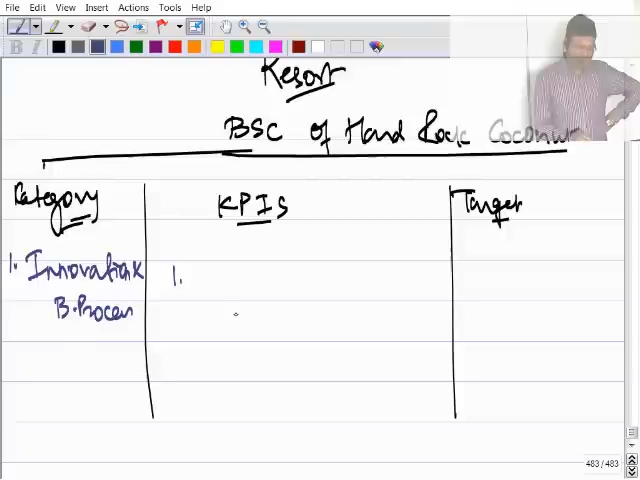 File Edit View Insert Actions Tools Help
Resort
BSC of Hard Rock Coconut
Category KPIS Target
1. Innovation &
B. Process
1.
483 / 483